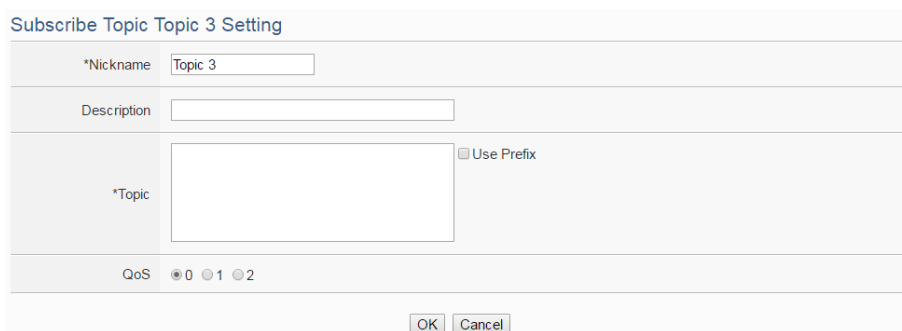 Subscribe Topic Topic 3 Setting
*Nickname Topic 3
Description
Use Prefix
*Topic
QoS 0 1 2
OK Cancel